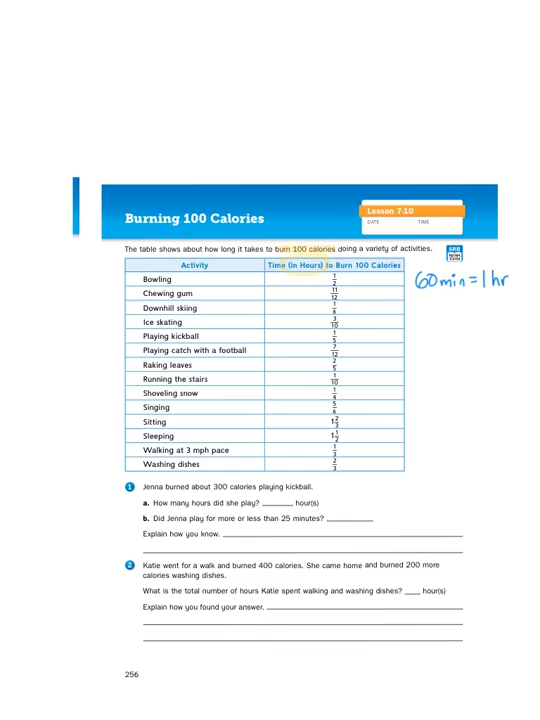 Burning 100 Calories
Lesson 7-10
DATE TIME
The table shows about how long it takes to burn 100 calories doing a variety of activities.
SRB
Activity Time (in Hours) to Burn 100 Calories
60min = 1 hr
Bowling 1/2
Chewing gum 11/12
Downhill skiing 1/6
Ice skating 3/10
Playing kickball 1/5
Playing catch with a football 7/12
Raking leaves 2/5
Running the stairs 1/10
Shoveling snow 1/4
Singing 5/6
Sitting 1 2/3
Sleeping 1 1/2
Walking at 3 mph pace 1/3
Washing dishes 2/3
1 Jenna burned about 300 calories playing kickball.
a. How many hours did she play? ______ hour(s)
b. Did Jenna play for more or less than 25 minutes? ______
Explain how you know. ______
2 Katie went for a walk and burned 400 calories. She came home and burned 200 more
calories washing dishes.
What is the total number of hours Katie spent walking and washing dishes? ____ hour(s)
Explain how you found your answer. ______
256